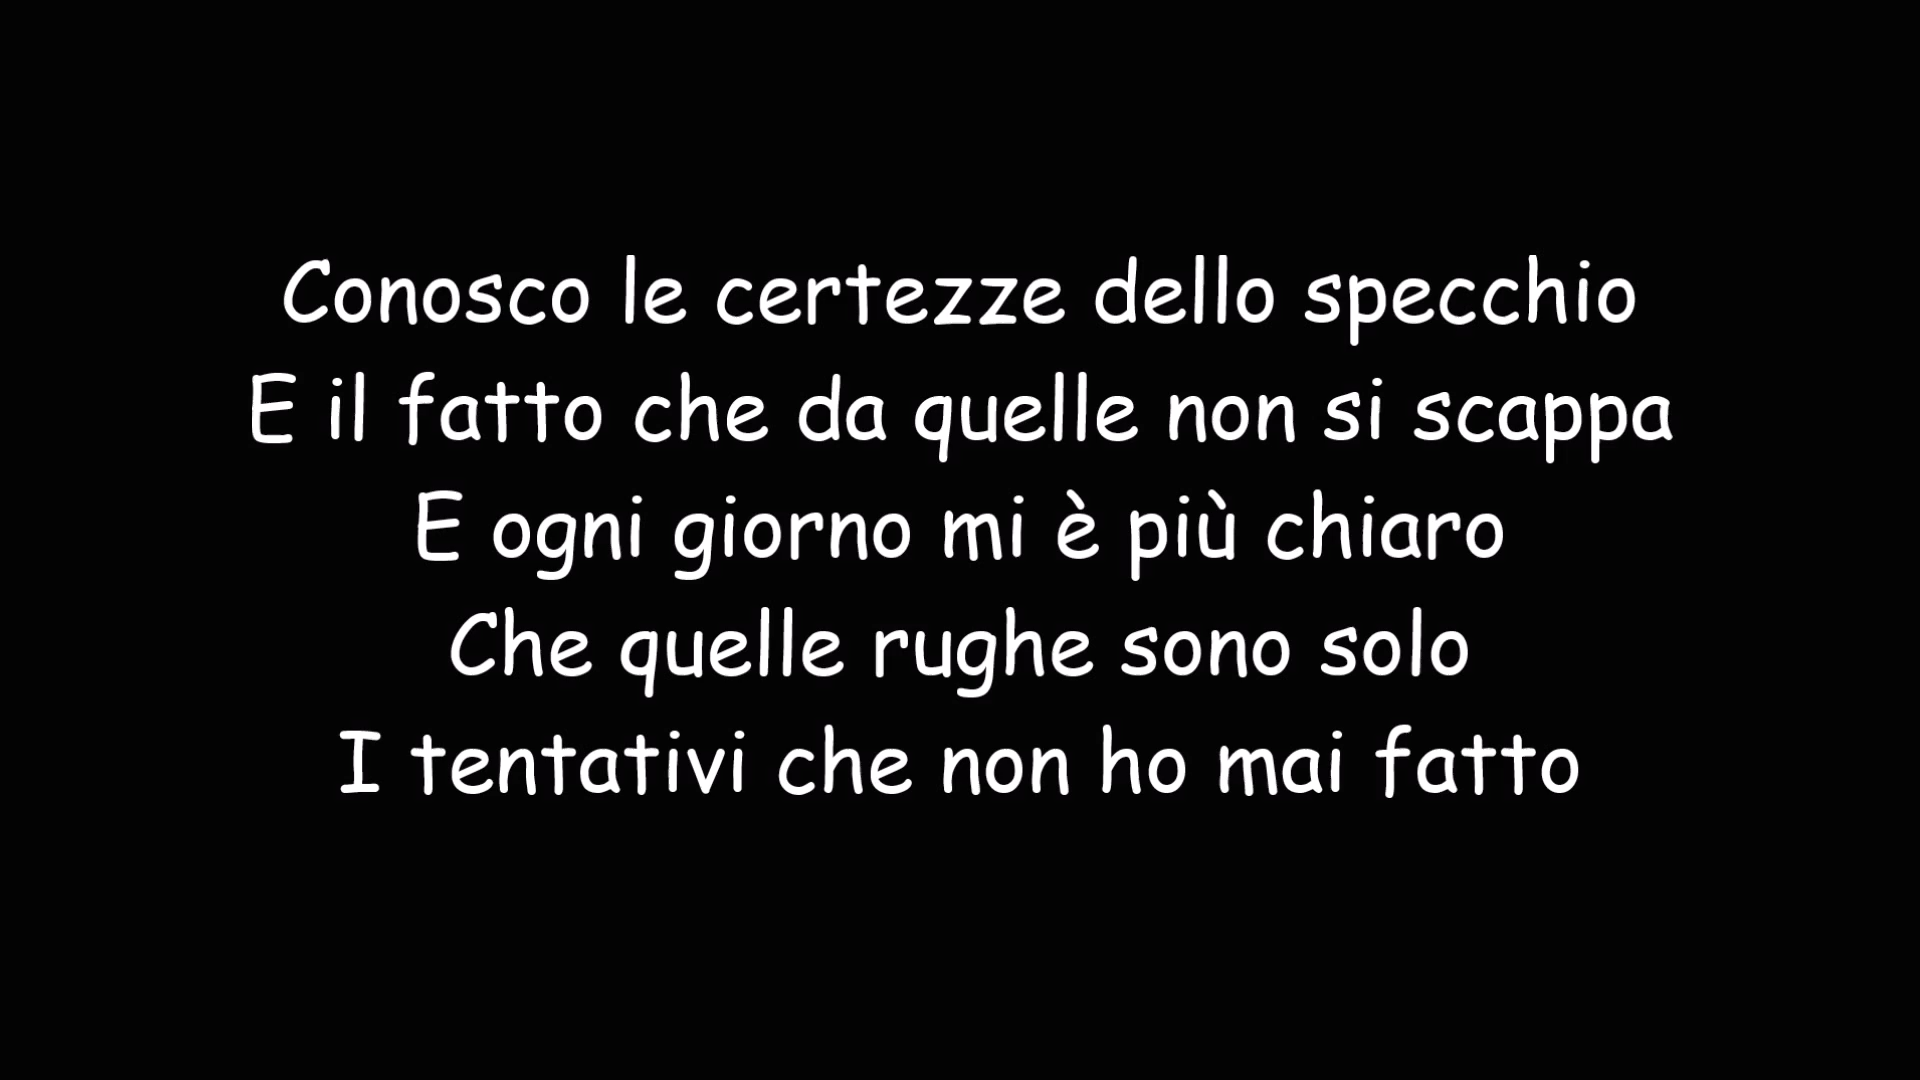 Conosco le certezze dello specchio
E il fatto che da quelle non si scappa
E ogni giorno mi è più chiaro
Che quelle rughe sono solo
I tentativi che non ho mai fatto